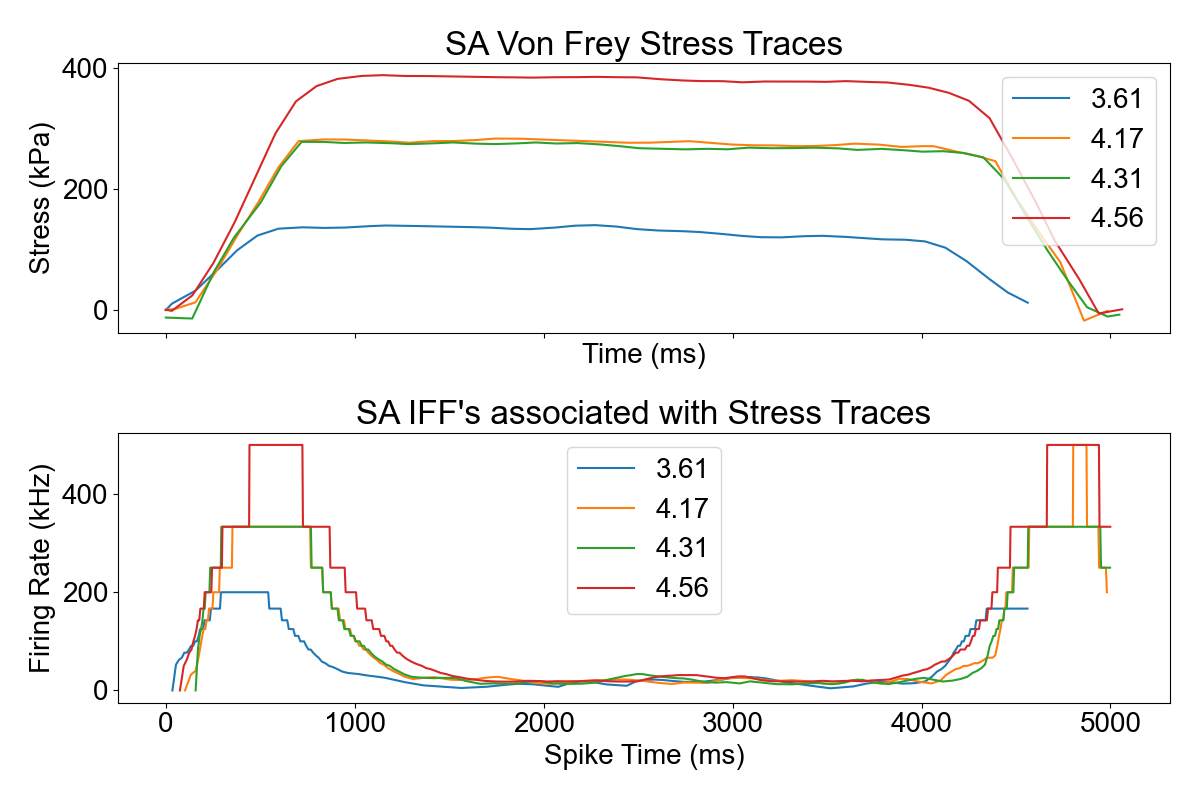 SA Von Frey Stress Traces
400
200
0
Stress (kPa)
3.61
4.17
4.31
4.56
Time (ms)
SA IFF's associated with Stress Traces
400
200
0
Firing Rate (kHz)
3.61
4.17
4.31
4.56
0 1000 2000 3000 4000 5000
Spike Time (ms)